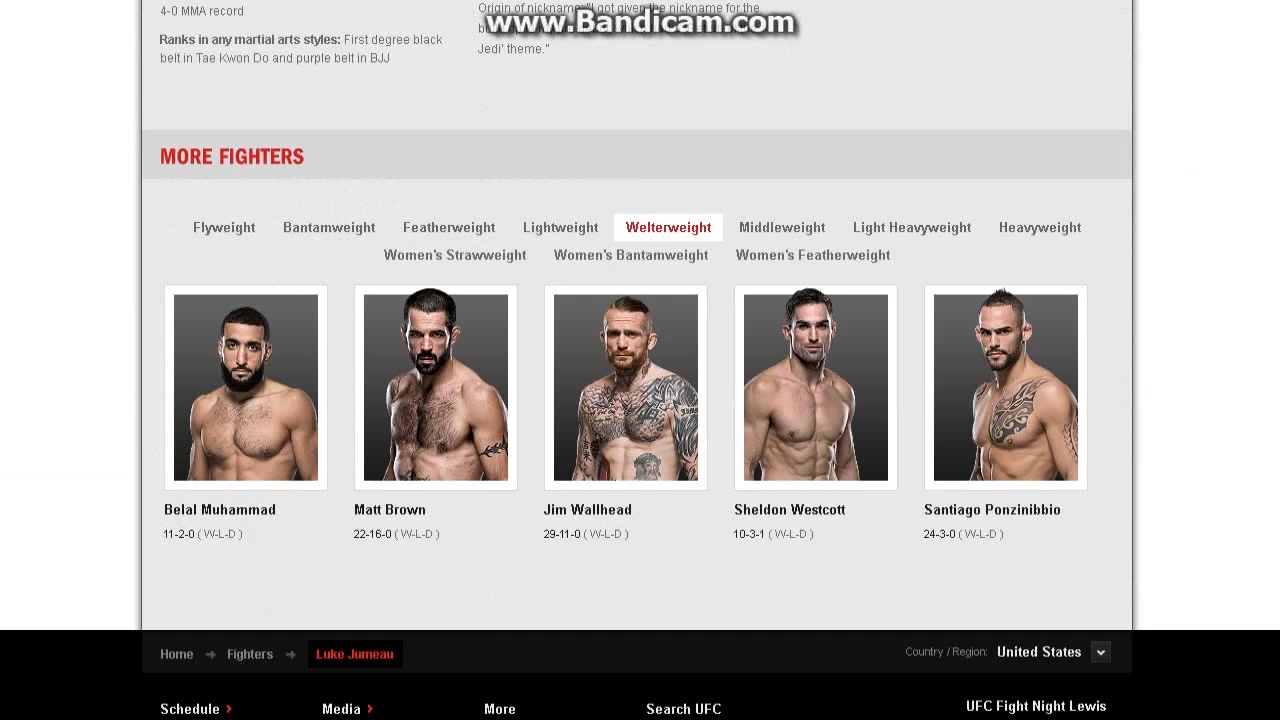 4-0 MMA record
Origin of nickname: "I got given the nickname for the
www.Bandicam.com
Ranks in any martial arts styles: First degree black
belt in Tae Kwon Do and purple belt in BJJ
Jedi' theme."
MORE FIGHTERS
Flyweight Bantamweight Featherweight Lightweight Welterweight Middleweight Light Heavyweight Heavyweight
Women's Strawweight Women's Bantamweight Women's Featherweight
Belal Muhammad Matt Brown Jim Wallhead Sheldon Westcott Santiago Ponzinibbio
11-2-0 ( W-L-D ) 22-16-0 ( W-L-D ) 29-11-0 ( W-L-D ) 10-3-1 ( W-L-D ) 24-3-0 ( W-L-D )
Home Fighters Luke Jumeau Country / Region: United States
Schedule Media More Search UFC UFC Fight Night Lewis